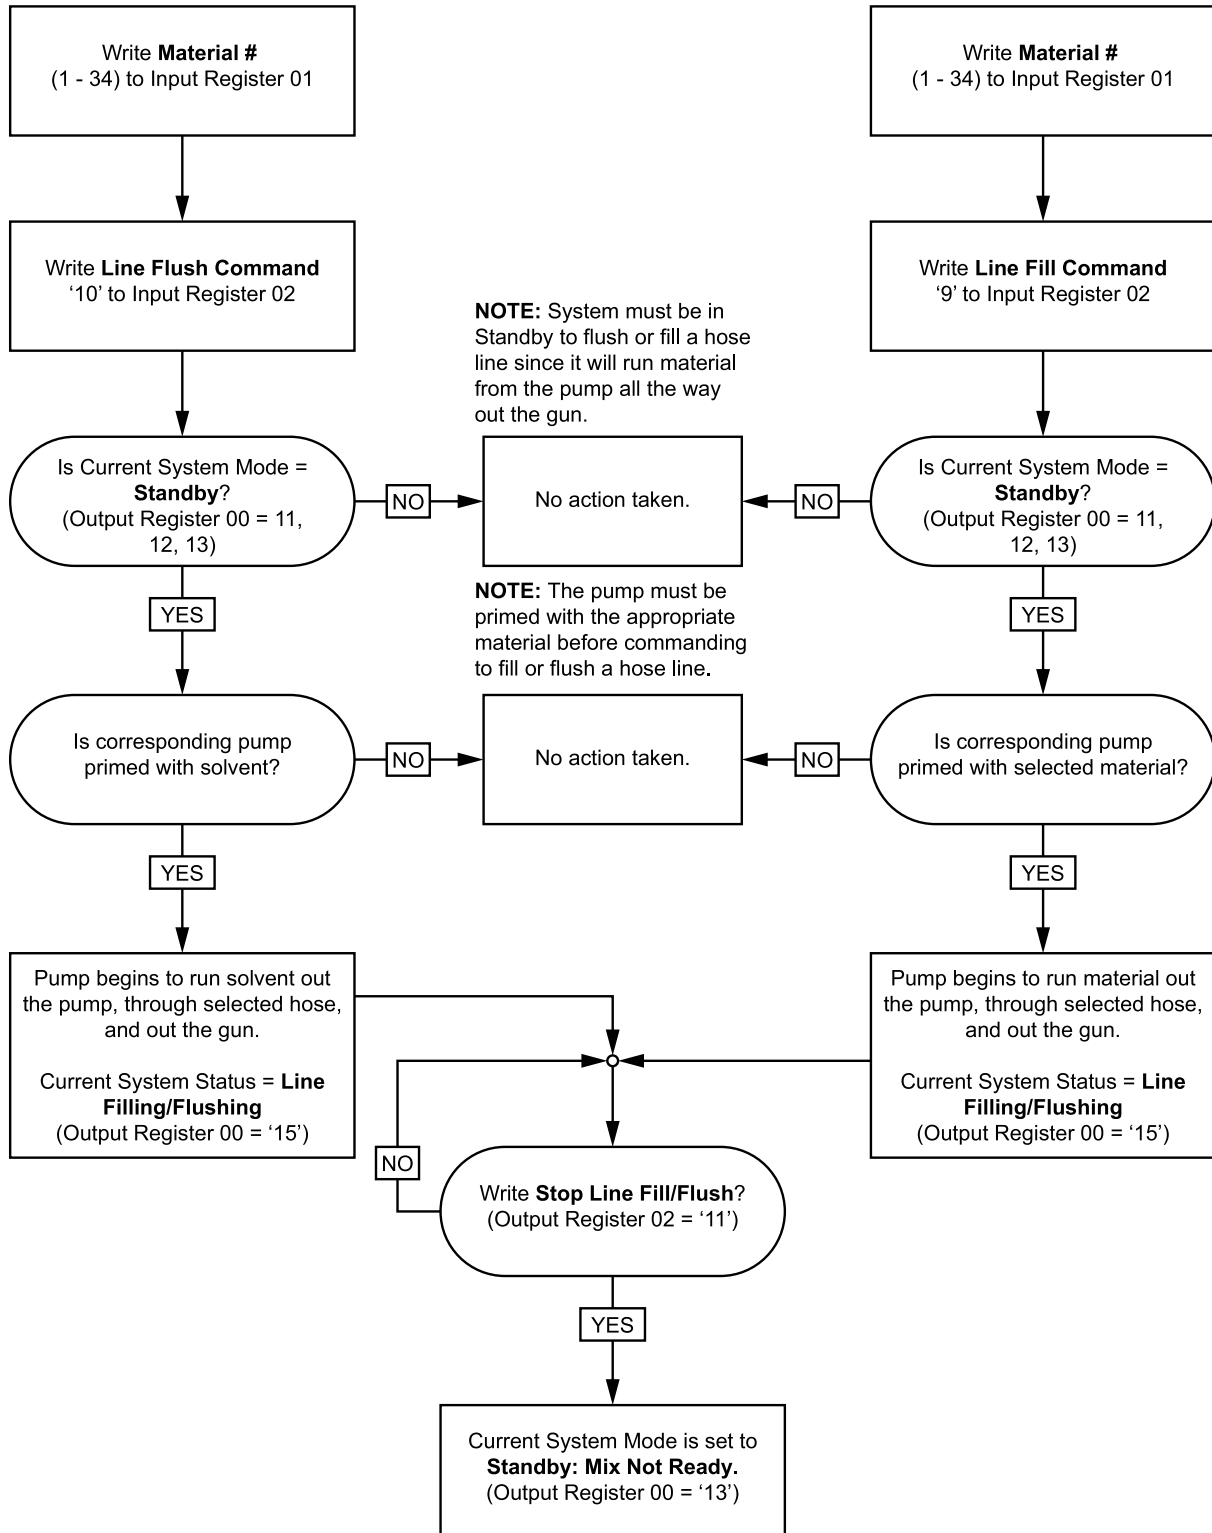 Write Material #
(1 - 34) to Input Register 01
Write Material #
(1 - 34) to Input Register 01
Write Line Flush Command
‘10’ to Input Register 02
Write Line Fill Command
‘9’ to Input Register 02
NOTE: System must be in
Standby to flush or fill a hose
line since it will run material
from the pump all the way
out the gun.
Is Current System Mode =
Standby?
(Output Register 00 = 11,
12, 13)
NO
No action taken.
NO
Is Current System Mode =
Standby?
(Output Register 00 = 11,
12, 13)
YES
YES
NOTE: The pump must be
primed with the appropriate
material before commanding
to fill or flush a hose line.
Is corresponding pump
primed with solvent?
NO
No action taken.
NO
Is corresponding pump
primed with selected material?
YES
YES
Pump begins to run solvent out
the pump, through selected hose,
and out the gun.
Current System Status = Line
Filling/Flushing
(Output Register 00 = ‘15’)
Pump begins to run material out
the pump, through selected hose,
and out the gun.
Current System Status = Line
Filling/Flushing
(Output Register 00 = ‘15’)
NO
Write Stop Line Fill/Flush?
(Output Register 02 = ‘11’)
YES
Current System Mode is set to
Standby: Mix Not Ready.
(Output Register 00 = ‘13’)